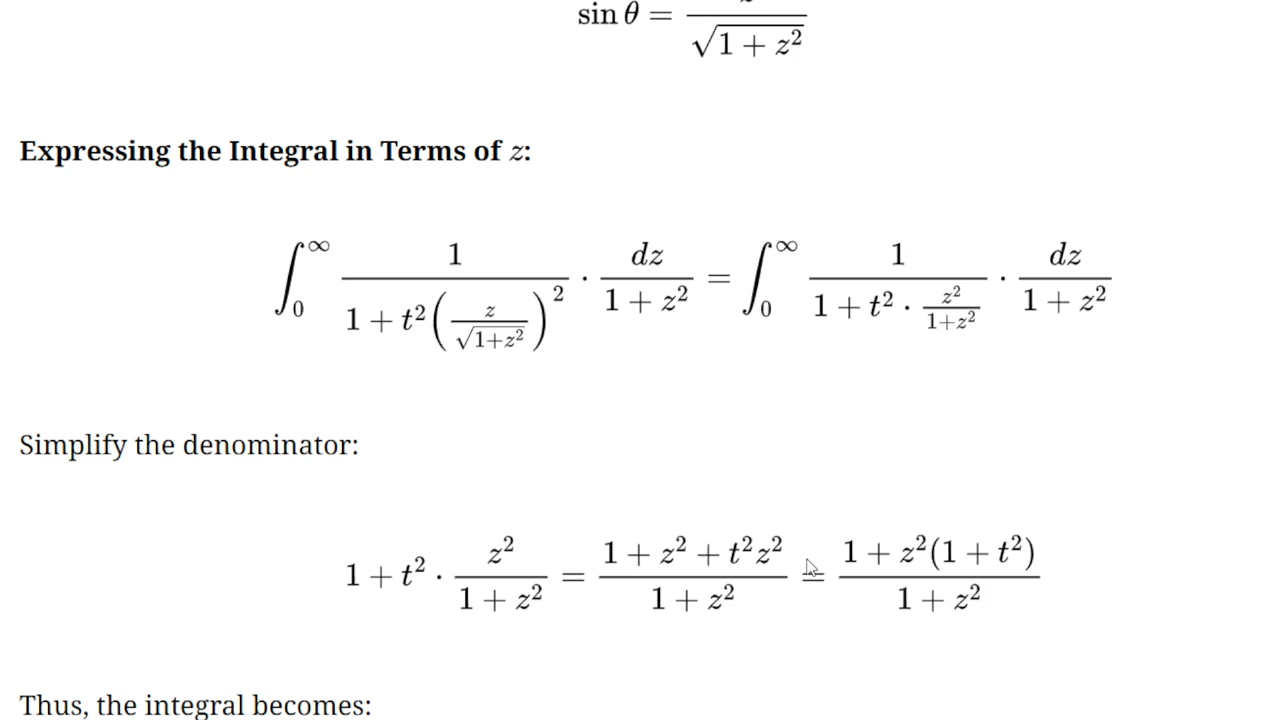 sin θ = z/√(1 + z²)
Expressing the Integral in Terms of z:
∫₀^∞ 1/(1 + t²(z/√(1+z²))²) · dz/(1 + z²) = ∫₀^∞ 1/(1 + t² · z²/(1+z²)) · dz/(1 + z²)
Simplify the denominator:
1 + t² · z²/(1 + z²) = (1 + z² + t²z²)/(1 + z²) = (1 + z²(1 + t²))/(1 + z²)
Thus, the integral becomes: